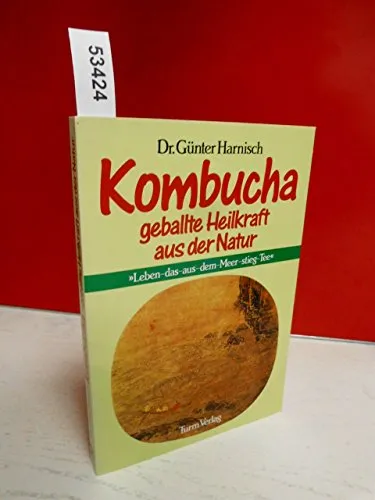 53424
Dr. Günter Harnisch
Kombucha
geballte Heilkraft
aus der Natur
»Leben-das-aus-dem-Meer-stieg-Tee«
Turm Verlag